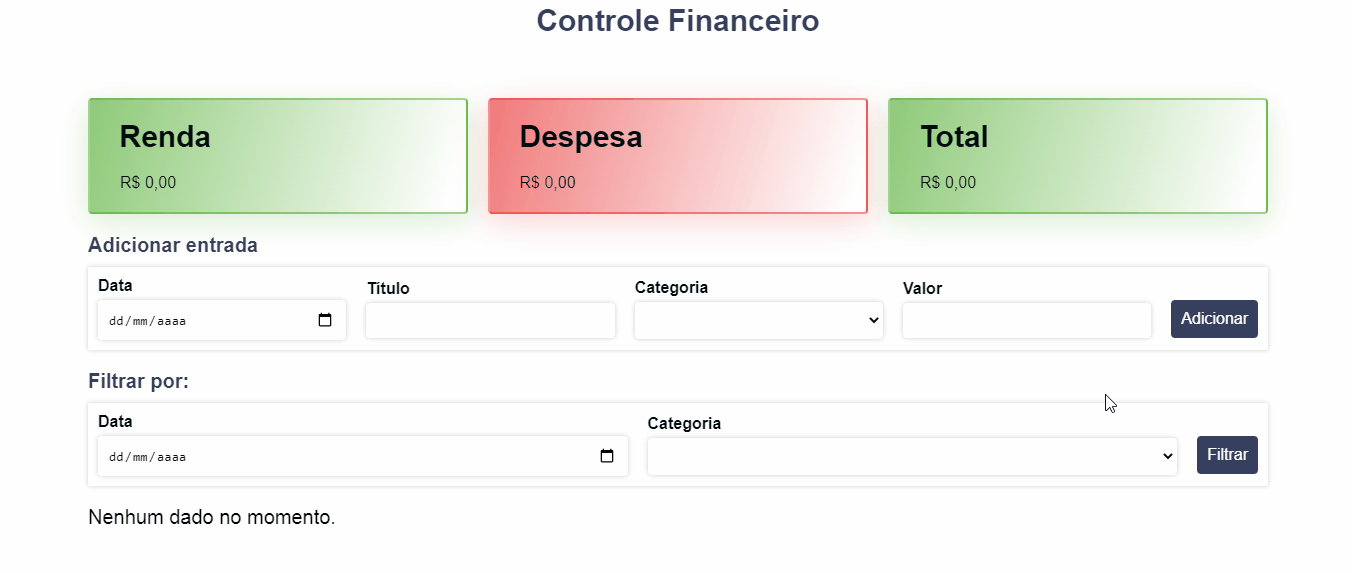 Controle Financeiro
Renda
R$ 0,00
Despesa
R$ 0,00
Total
R$ 0,00
Adicionar entrada
Data
dd/mm/aaaa
Título
Categoria
Valor
Adicionar
Filtrar por:
Data
dd/mm/aaaa
Categoria
Filtrar
Nenhum dado no momento.